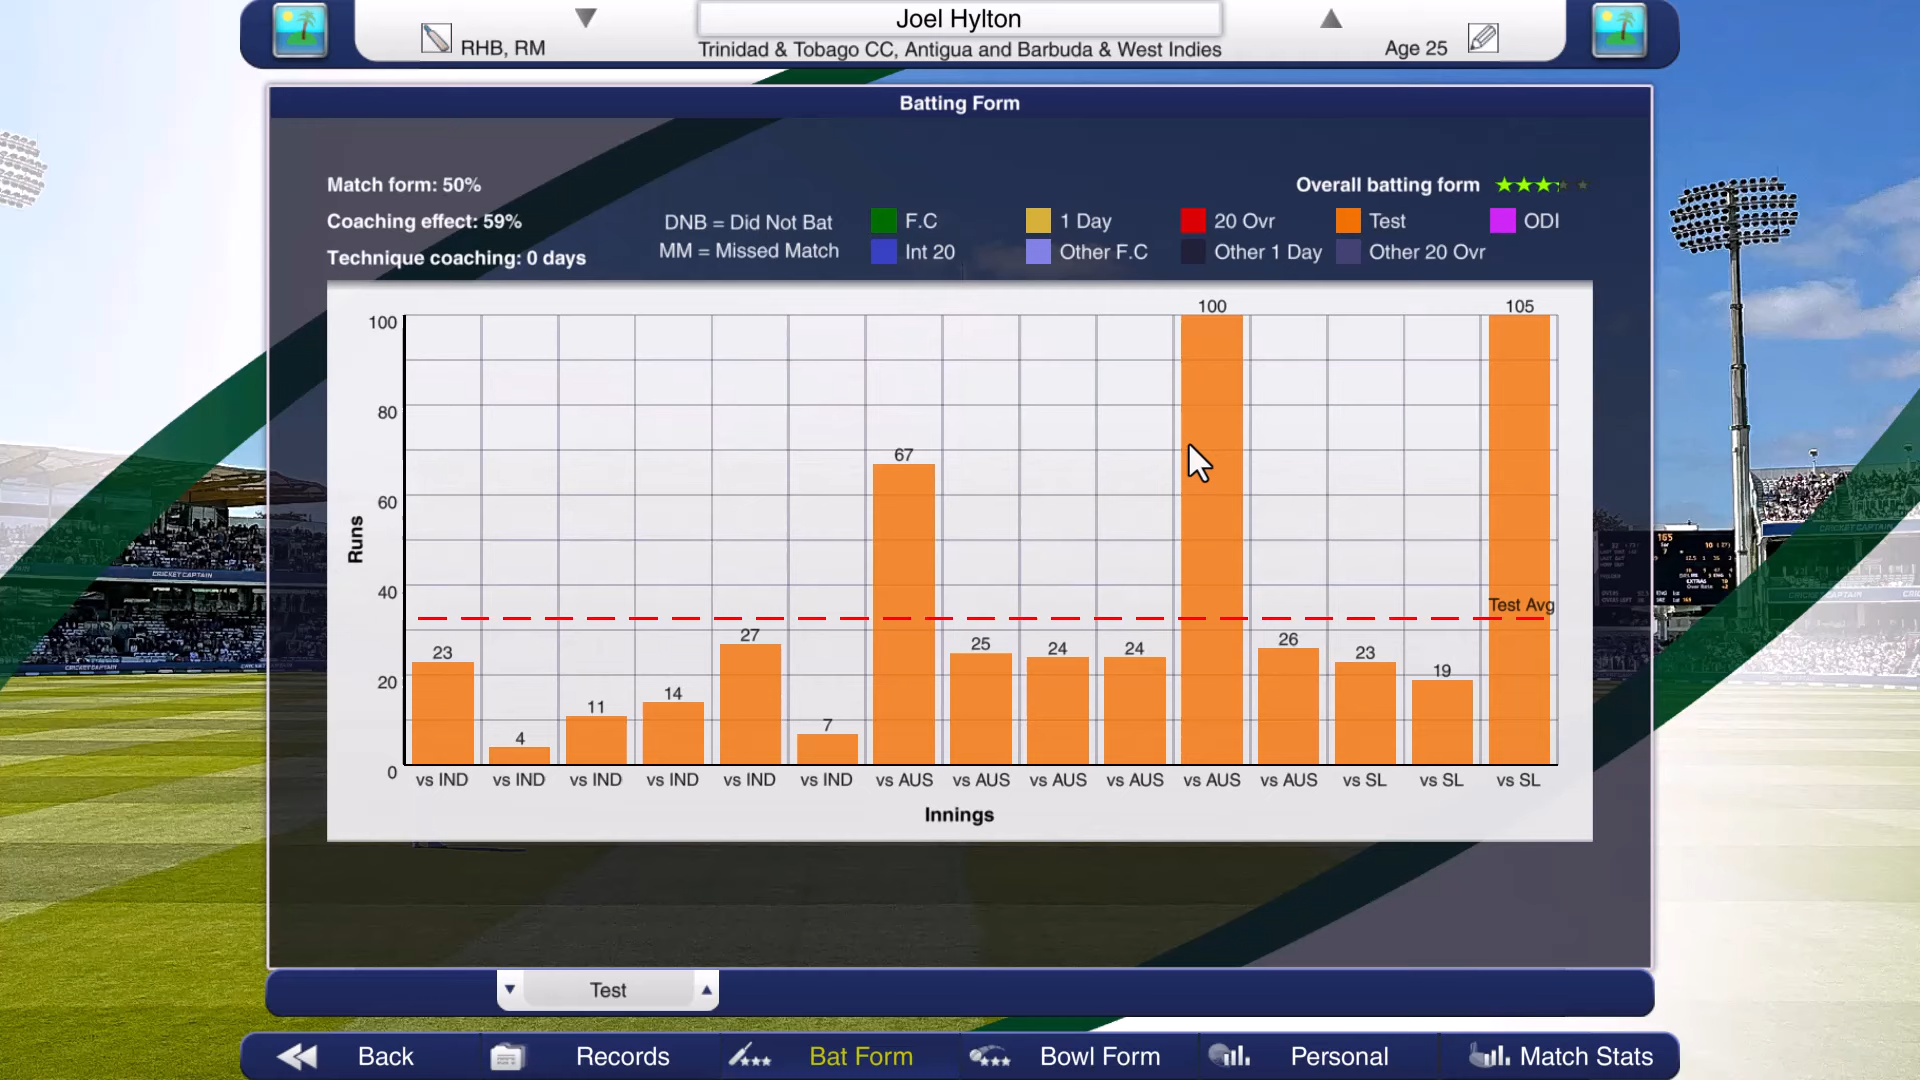 Joel Hylton
RHB, RM
Trinidad & Tobago CC, Antigua and Barbuda & West Indies
Age 25
Batting Form
Match form: 50%
Overall batting form
Coaching effect: 59%
DNB = Did Not Bat
F.C
1 Day
20 Ovr
Test
ODI
Technique coaching: 0 days
MM = Missed Match
Int 20
Other F.C
Other 1 Day
Other 20 Ovr
100
80
60
40
20
0
Runs
23
4
11
14
27
7
67
25
24
24
100
26
23
19
105
Test Avg
vs IND
vs IND
vs IND
vs IND
vs IND
vs IND
vs AUS
vs AUS
vs AUS
vs AUS
vs AUS
vs AUS
vs SL
vs SL
vs SL
Innings
Test
Back
Records
Bat Form
Bowl Form
Personal
Match Stats
CRICKET CAPTAIN
CRICKET CAPTAIN
165